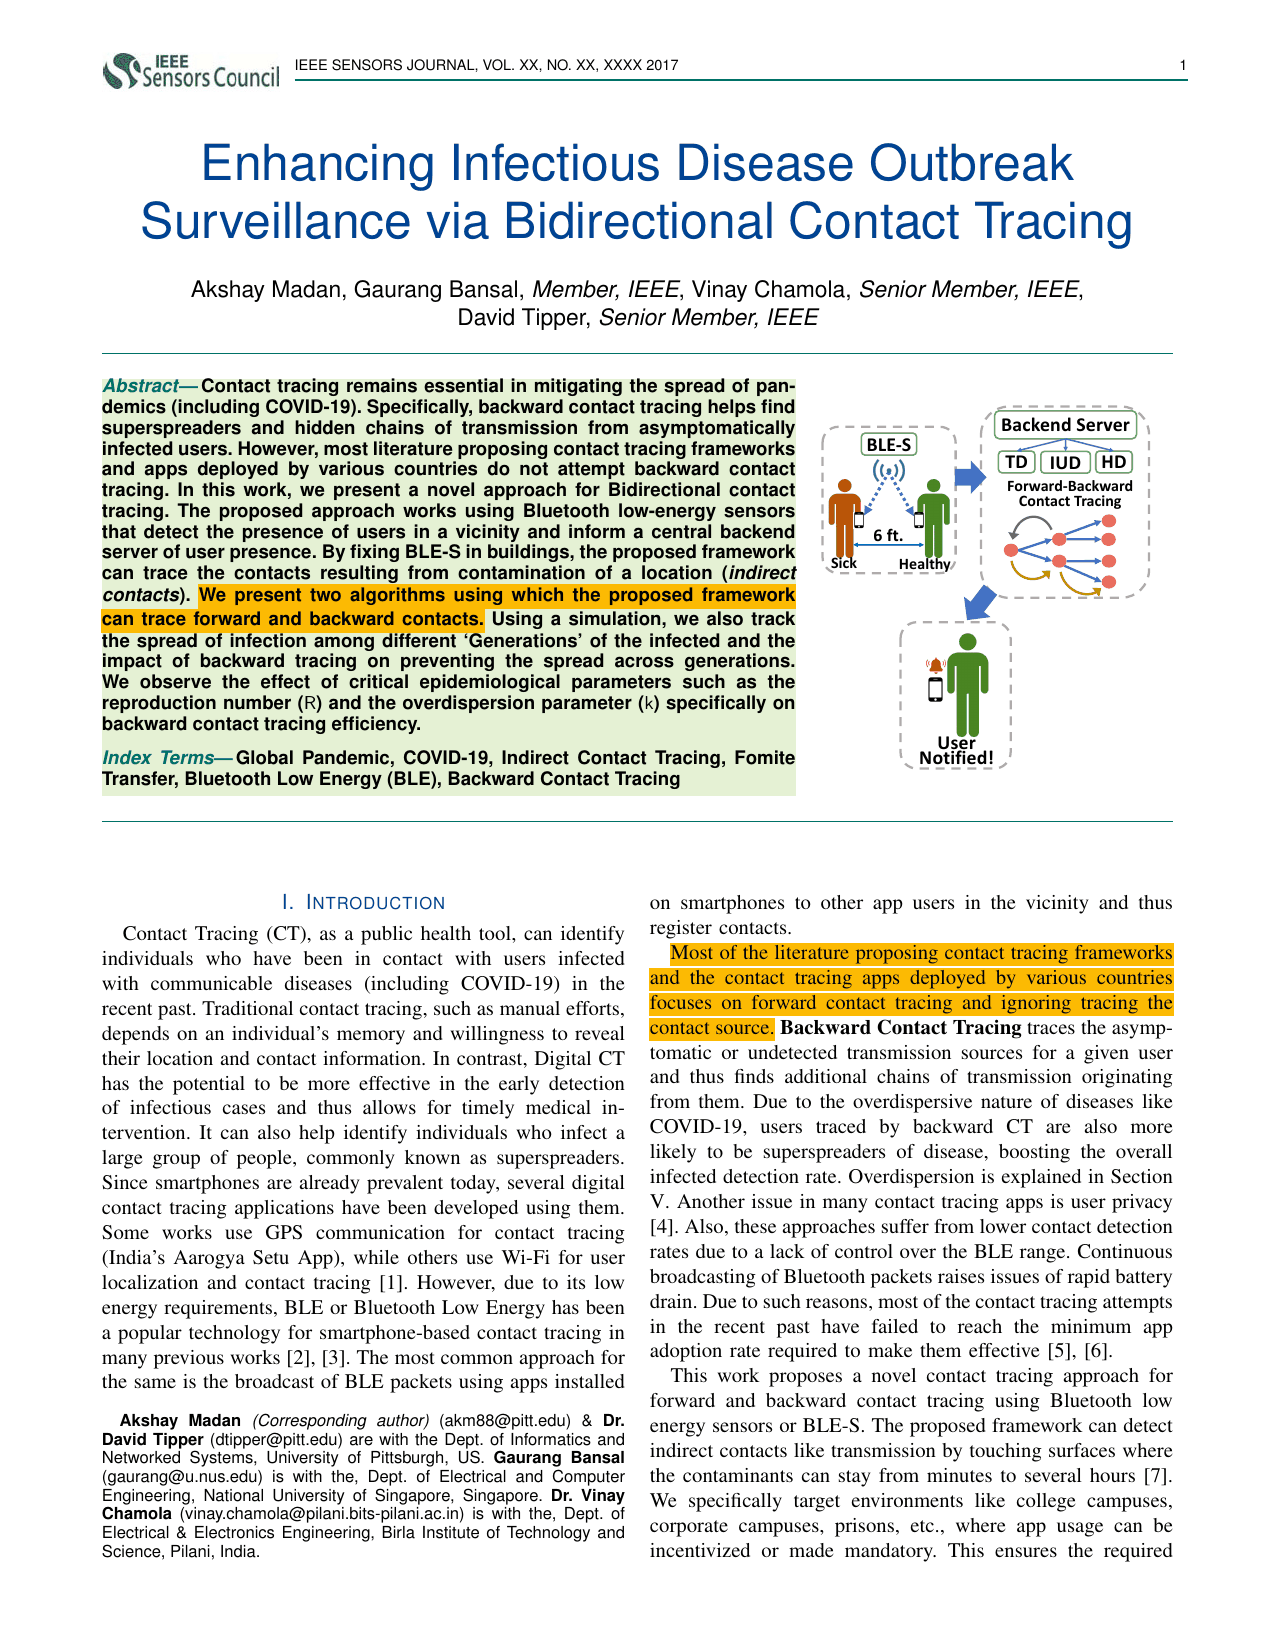 IEEE
Sensors Council
IEEE SENSORS JOURNAL, VOL. XX, NO. XX, XXXX 2017
1
Enhancing Infectious Disease Outbreak
Surveillance via Bidirectional Contact Tracing
Akshay Madan, Gaurang Bansal, Member, IEEE, Vinay Chamola, Senior Member, IEEE,
David Tipper, Senior Member, IEEE
Abstract—Contact tracing remains essential in mitigating the spread of pan-
demics (including COVID-19). Specifically, backward contact tracing helps find
superspreaders and hidden chains of transmission from asymptomatically
infected users. However, most literature proposing contact tracing frameworks
and apps deployed by various countries do not attempt backward contact
tracing. In this work, we present a novel approach for Bidirectional contact
tracing. The proposed approach works using Bluetooth low-energy sensors
that detect the presence of users in a vicinity and inform a central backend
server of user presence. By fixing BLE-S in buildings, the proposed framework
can trace the contacts resulting from contamination of a location (indirect
contacts). We present two algorithms using which the proposed framework
can trace forward and backward contacts. Using a simulation, we also track
the spread of infection among different ‘Generations’ of the infected and the
impact of backward tracing on preventing the spread across generations.
We observe the effect of critical epidemiological parameters such as the
reproduction number (R) and the overdispersion parameter (k) specifically on
backward contact tracing efficiency.
Index Terms—Global Pandemic, COVID-19, Indirect Contact Tracing, Fomite
Transfer, Bluetooth Low Energy (BLE), Backward Contact Tracing
BLE-S
6 ft.
Sick
Healthy
Backend Server
TD
IUD
HD
Forward-Backward
Contact Tracing
User
Notified!
I. INTRODUCTION
Contact Tracing (CT), as a public health tool, can identify
individuals who have been in contact with users infected
with communicable diseases (including COVID-19) in the
recent past. Traditional contact tracing, such as manual efforts,
depends on an individual’s memory and willingness to reveal
their location and contact information. In contrast, Digital CT
has the potential to be more effective in the early detection
of infectious cases and thus allows for timely medical in-
tervention. It can also help identify individuals who infect a
large group of people, commonly known as superspreaders.
Since smartphones are already prevalent today, several digital
contact tracing applications have been developed using them.
Some works use GPS communication for contact tracing
(India’s Aarogya Setu App), while others use Wi-Fi for user
localization and contact tracing [1]. However, due to its low
energy requirements, BLE or Bluetooth Low Energy has been
a popular technology for smartphone-based contact tracing in
many previous works [2], [3]. The most common approach for
the same is the broadcast of BLE packets using apps installed
Akshay Madan (Corresponding author) (akm88@pitt.edu) & Dr.
David Tipper (dtipper@pitt.edu) are with the Dept. of Informatics and
Networked Systems, University of Pittsburgh, US. Gaurang Bansal
(gaurang@u.nus.edu) is with the, Dept. of Electrical and Computer
Engineering, National University of Singapore, Singapore. Dr. Vinay
Chamola (vinay.chamola@pilani.bits-pilani.ac.in) is with the, Dept. of
Electrical & Electronics Engineering, Birla Institute of Technology and
Science, Pilani, India.
on smartphones to other app users in the vicinity and thus
register contacts.
Most of the literature proposing contact tracing frameworks
and the contact tracing apps deployed by various countries
focuses on forward contact tracing and ignoring tracing the
contact source. Backward Contact Tracing traces the asymp-
tomatic or undetected transmission sources for a given user
and thus finds additional chains of transmission originating
from them. Due to the overdispersive nature of diseases like
COVID-19, users traced by backward CT are also more
likely to be superspreaders of disease, boosting the overall
infected detection rate. Overdispersion is explained in Section
V. Another issue in many contact tracing apps is user privacy
[4]. Also, these approaches suffer from lower contact detection
rates due to a lack of control over the BLE range. Continuous
broadcasting of Bluetooth packets raises issues of rapid battery
drain. Due to such reasons, most of the contact tracing attempts
in the recent past have failed to reach the minimum app
adoption rate required to make them effective [5], [6].
This work proposes a novel contact tracing approach for
forward and backward contact tracing using Bluetooth low
energy sensors or BLE-S. The proposed framework can detect
indirect contacts like transmission by touching surfaces where
the contaminants can stay from minutes to several hours [7].
We specifically target environments like college campuses,
corporate campuses, prisons, etc., where app usage can be
incentivized or made mandatory. This ensures the required